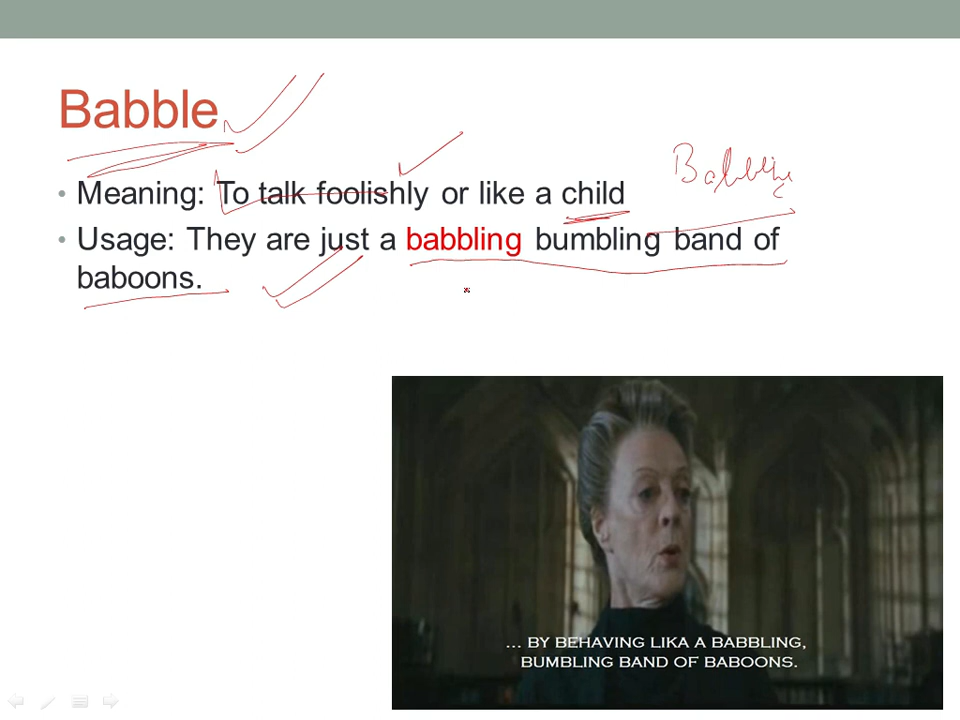 Babble
Babbling
• Meaning: To talk foolishly or like a child
• Usage: They are just a babbling bumbling band of
baboons.
... BY BEHAVING LIKA A BABBLING,
BUMBLING BAND OF BABOONS.